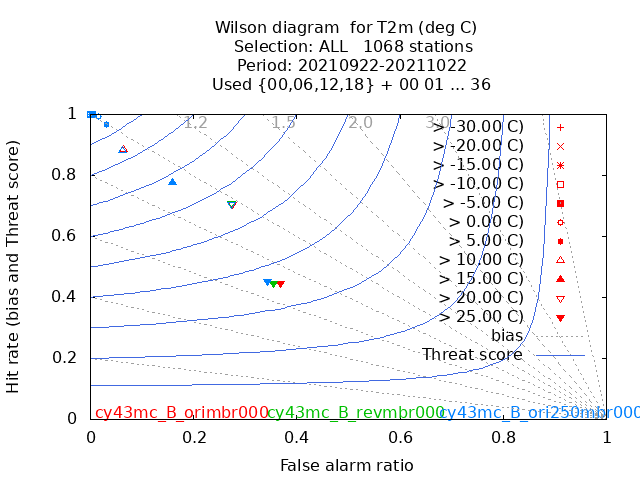 Wilson diagram  for T2m (deg C)
Selection: ALL   1068 stations
Period: 20210922-20211022
Used {00,06,12,18} + 00 01 ... 36
Hit rate (bias and Threat score)
1
0.8
0.6
0.4
0.2
0
1.2
1.5
2.0
3.0
> -30.00 C)
> -20.00 C)
> -15.00 C)
> -10.00 C)
> -5.00 C)
> 0.00 C)
> 5.00 C)
> 10.00 C)
> 15.00 C)
> 20.00 C)
> 25.00 C)
bias
Threat score
cy43mc_B_orimbr000 cy43mc_B_revmbr000 cy43mc_B_ori250mbr000
0 0.2 0.4 0.6 0.8 1
False alarm ratio